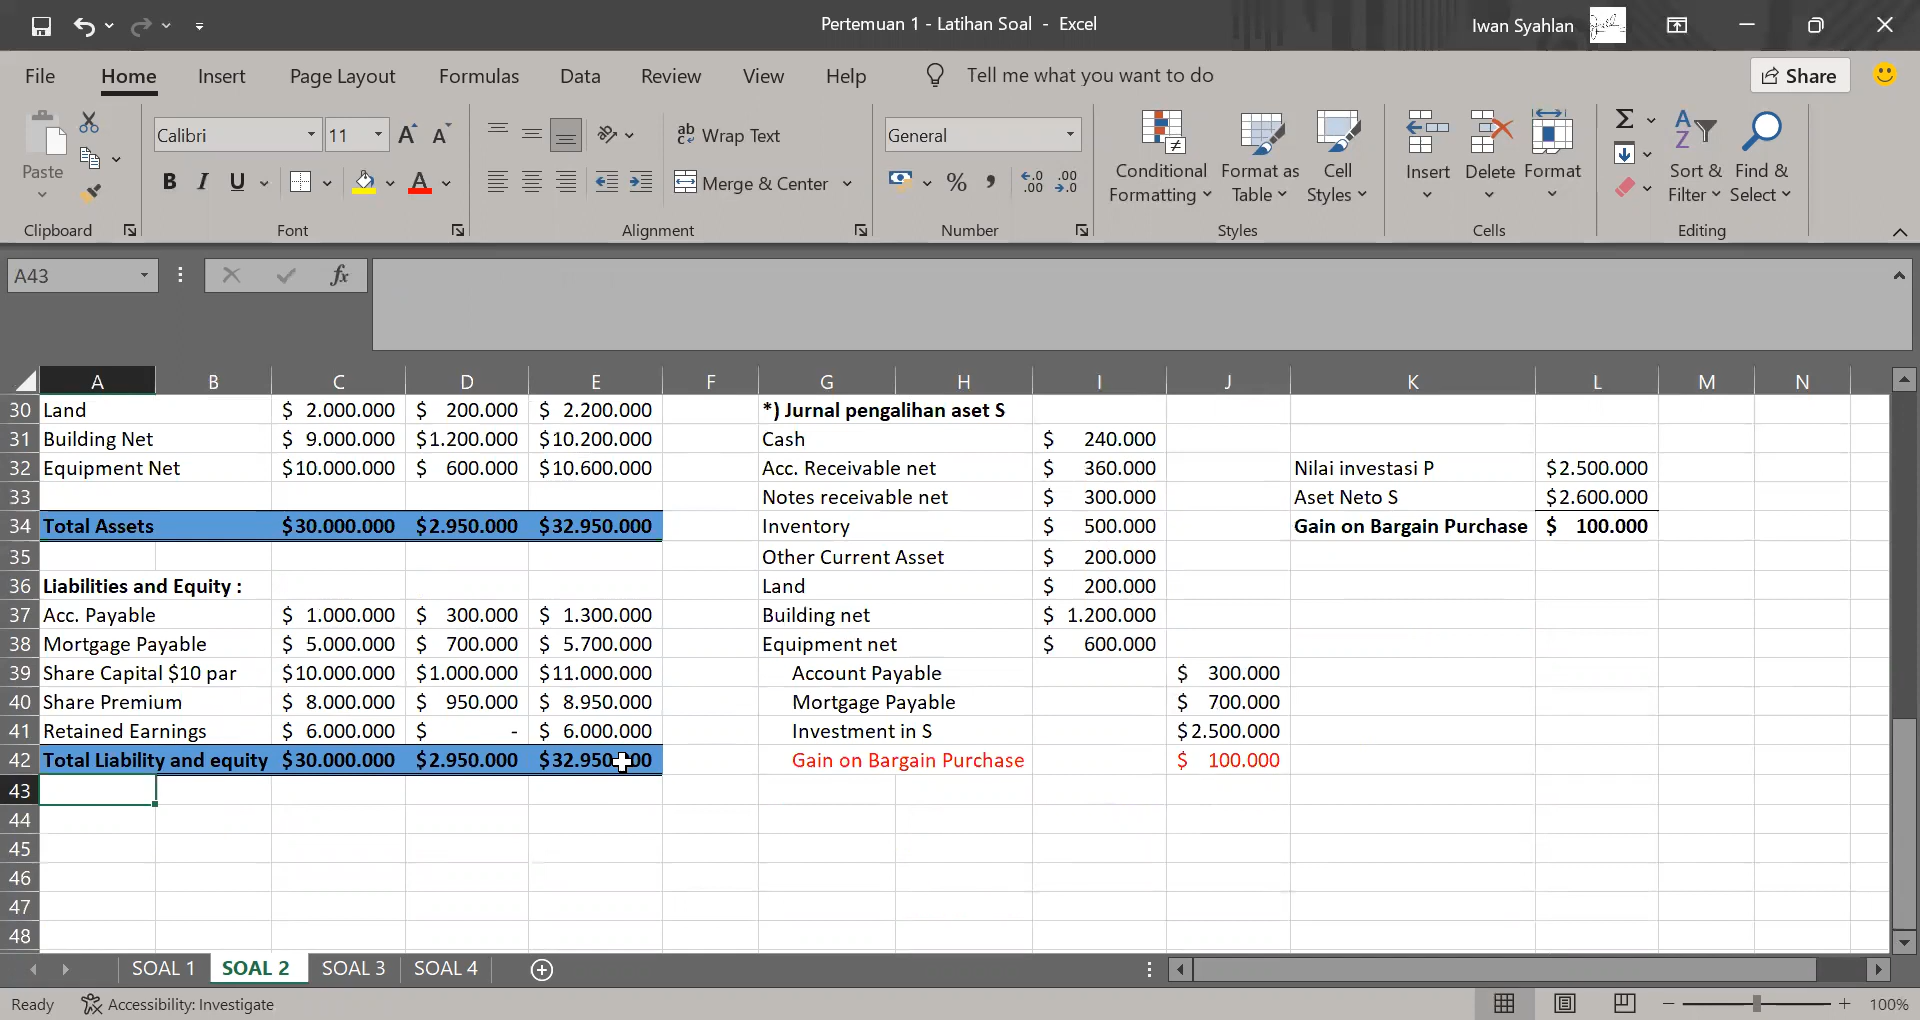 Pertemuan 1 - Latihan Soal - Excel
Iwan Syahlan
File Home Insert Page Layout Formulas Data Review View Help Tell me what you want to do Share
Paste
Calibri 11
B I U
ab Wrap Text
Merge & Center
General
% 9
.00 .0
Conditional Formatting
Format as Table
Cell Styles
Insert Delete Format
Sort & Filter
Find & Select
Clipboard Font Alignment Number Styles Cells Editing
A43 fx
A B C D E F G H I J K L M N
30 Land $ 2.000.000 $ 200.000 $ 2.200.000 *) Jurnal pengalihan aset S
31 Building Net $ 9.000.000 $1.200.000 $10.200.000 Cash $ 240.000
32 Equipment Net $10.000.000 $ 600.000 $10.600.000 Acc. Receivable net $ 360.000 Nilai investasi P $2.500.000
33 Notes receivable net $ 300.000 Aset Neto S $2.600.000
34 Total Assets $30.000.000 $2.950.000 $32.950.000 Inventory $ 500.000 Gain on Bargain Purchase $ 100.000
35 Other Current Asset $ 200.000
36 Liabilities and Equity : Land $ 200.000
37 Acc. Payable $ 1.000.000 $ 300.000 $ 1.300.000 Building net $ 1.200.000
38 Mortgage Payable $ 5.000.000 $ 700.000 $ 5.700.000 Equipment net $ 600.000
39 Share Capital $10 par $10.000.000 $1.000.000 $11.000.000 Account Payable $ 300.000
40 Share Premium $ 8.000.000 $ 950.000 $ 8.950.000 Mortgage Payable $ 700.000
41 Retained Earnings $ 6.000.000 $ - $ 6.000.000 Investment in S $2.500.000
42 Total Liability and equity $30.000.000 $2.950.000 $32.950.000 Gain on Bargain Purchase $ 100.000
43
44
45
46
47
48
SOAL 1 SOAL 2 SOAL 3 SOAL 4
Ready Accessibility: Investigate 100%